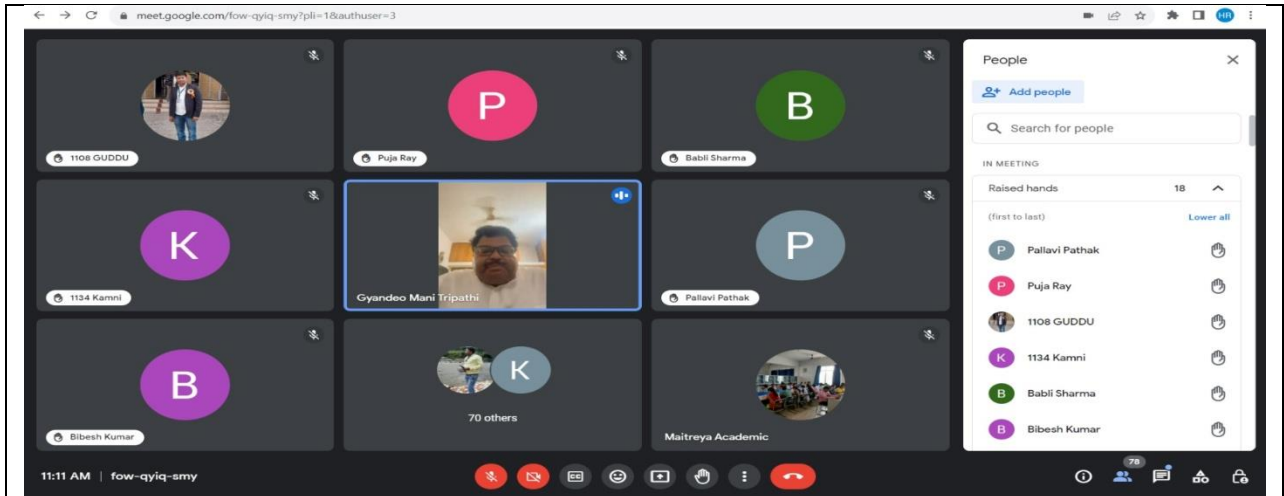 meet.google.com/fow-qyiq-smy?pli=1&authuser=3
HR
1108 GUDDU
P
Puja Ray
B
Babli Sharma
K
1134 Kamni
Gyandeo Mani Tripathi
P
Pallavi Pathak
B
Bibesh Kumar
K
70 others
Maitreya Academic
People
Add people
Search for people
IN MEETING
Raised hands 18
(first to last) Lower all
P Pallavi Pathak
P Puja Ray
1108 GUDDU
K 1134 Kamni
B Babli Sharma
B Bibesh Kumar
11:11 AM | fow-qyiq-smy
CC
78